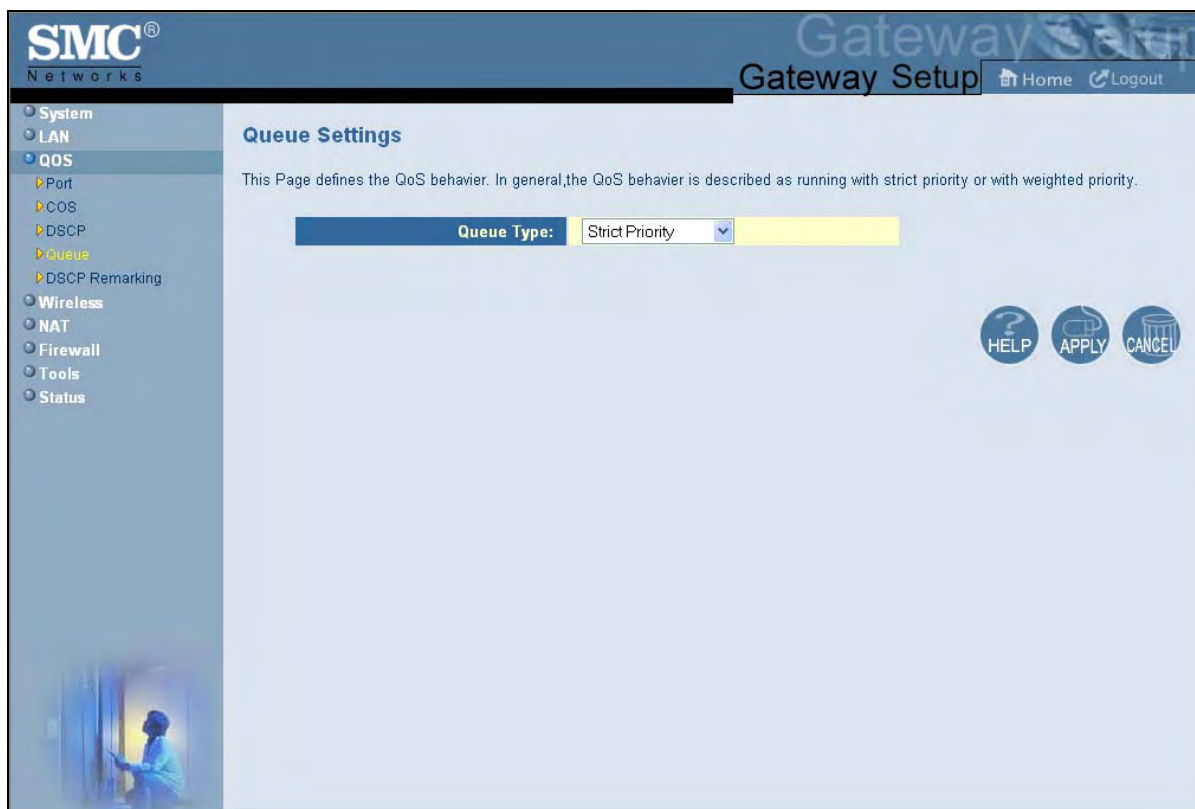 SMC®
Networks
Gateway Setup
Gateway Setup
Home
Logout
System
LAN
QOS
Port
COS
DSCP
Queue
DSCP Remarking
Wireless
NAT
Firewall
Tools
Status
Queue Settings
This Page defines the QoS behavier. In general,the QoS behavier is described as running with strict priority or with weighted priority.
Queue Type: Strict Priority
HELP APPLY CANCEL